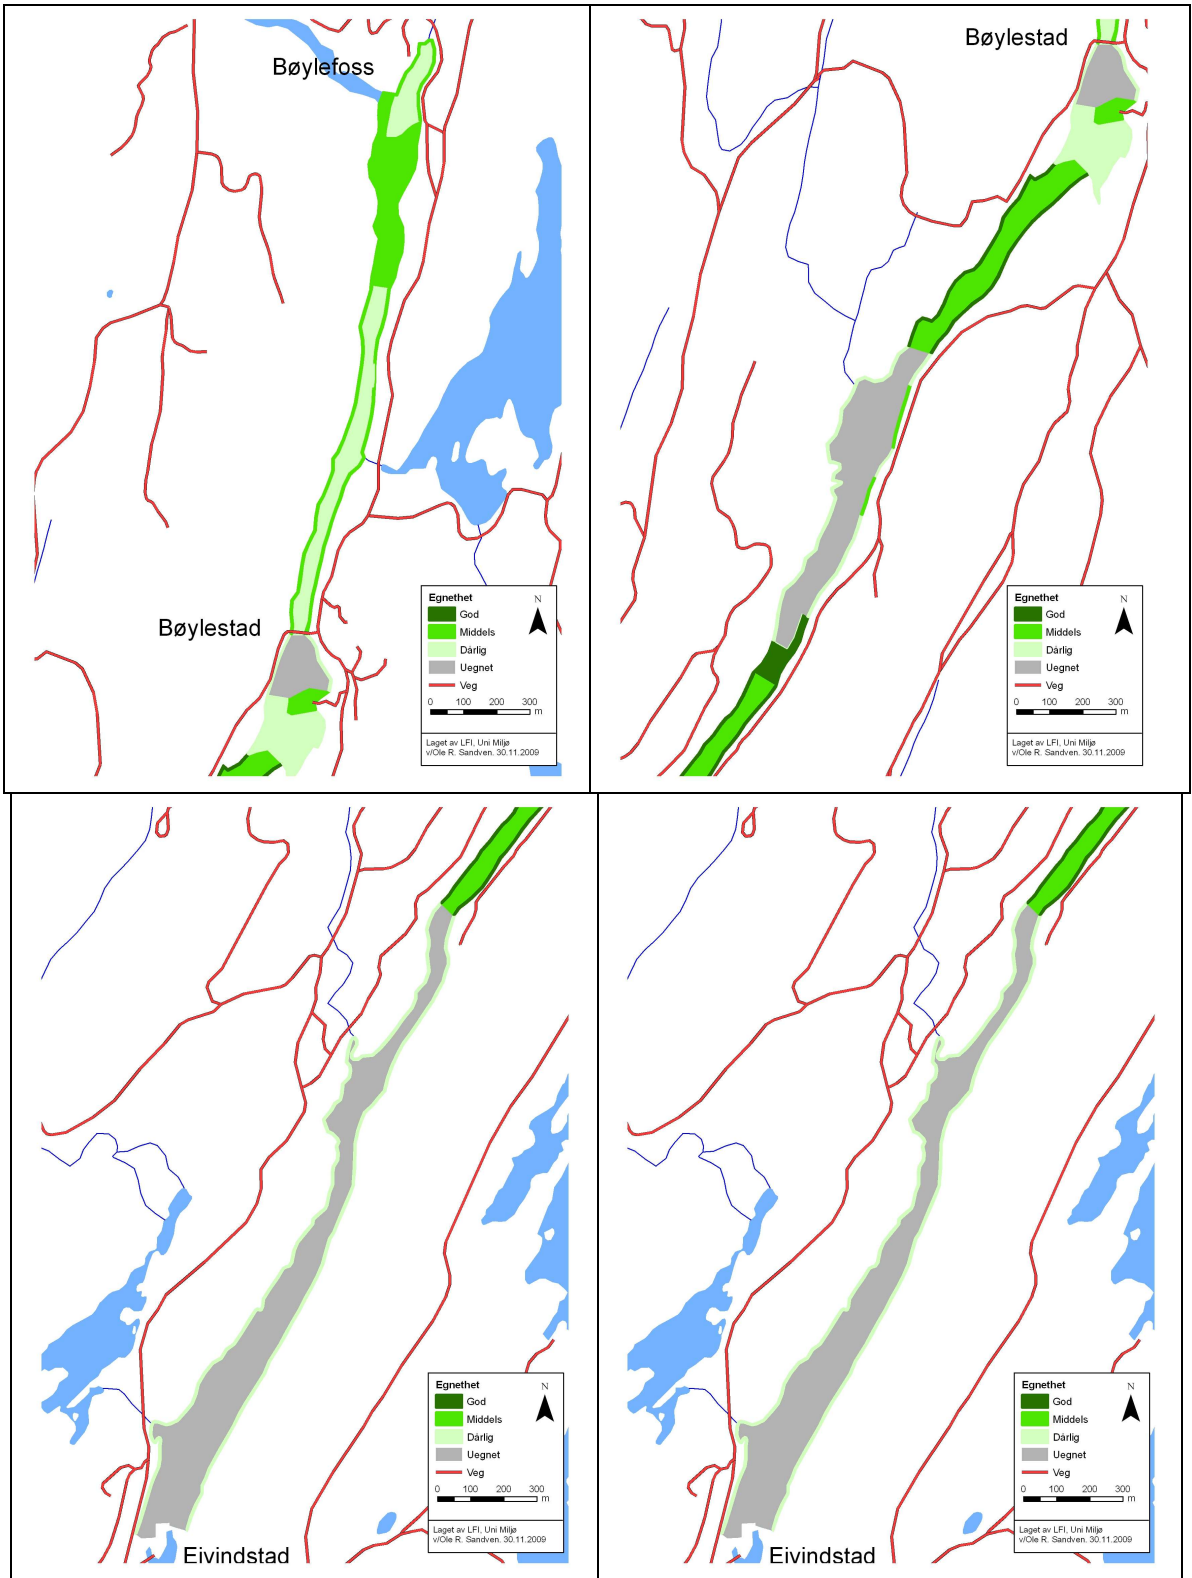 Bøylefoss
Bøylestad
Egnethet
N
God
Middels
Dårlig
Uegnet
Veg
0 100 200 300
m
Laget av LFI, Uni Miljø
v/Ole R. Sandven. 30.11.2009
Bøylestad
Egnethet
N
God
Middels
Dårlig
Uegnet
Veg
0 100 200 300
m
Laget av LFI, Uni Miljø
v/Ole R. Sandven. 30.11.2009
Egnethet
N
God
Middels
Dårlig
Uegnet
Veg
0 100 200 300
m
Laget av LFI, Uni Miljø
v/Ole R. Sandven. 30.11.2009
Eivindstad
Egnethet
N
God
Middels
Dårlig
Uegnet
Veg
0 100 200 300
m
Laget av LFI, Uni Miljø
v/Ole R. Sandven. 30.11.2009
Eivindstad